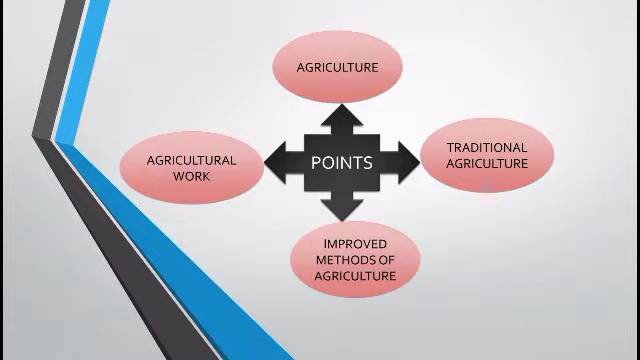 AGRICULTURE
AGRICULTURAL
WORK
POINTS
TRADITIONAL
AGRICULTURE
IMPROVED
METHODS OF
AGRICULTURE